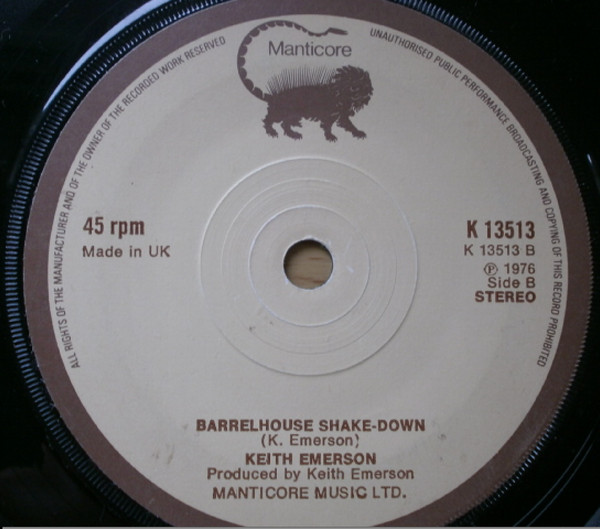 Manticore
ALL RIGHTS OF THE MANUFACTURER AND OF THE OWNER OF THE RECORDED WORK RESERVED
UNAUTHORISED PUBLIC PERFORMANCE BROADCASTING AND COPYING OF THIS RECORD PROHIBITED
45 rpm
Made in UK
K 13513
K 13513 B
Ⓟ 1976
Side B
STEREO
BARRELHOUSE SHAKE-DOWN
(K. Emerson)
KEITH EMERSON
Produced by Keith Emerson
MANTICORE MUSIC LTD.